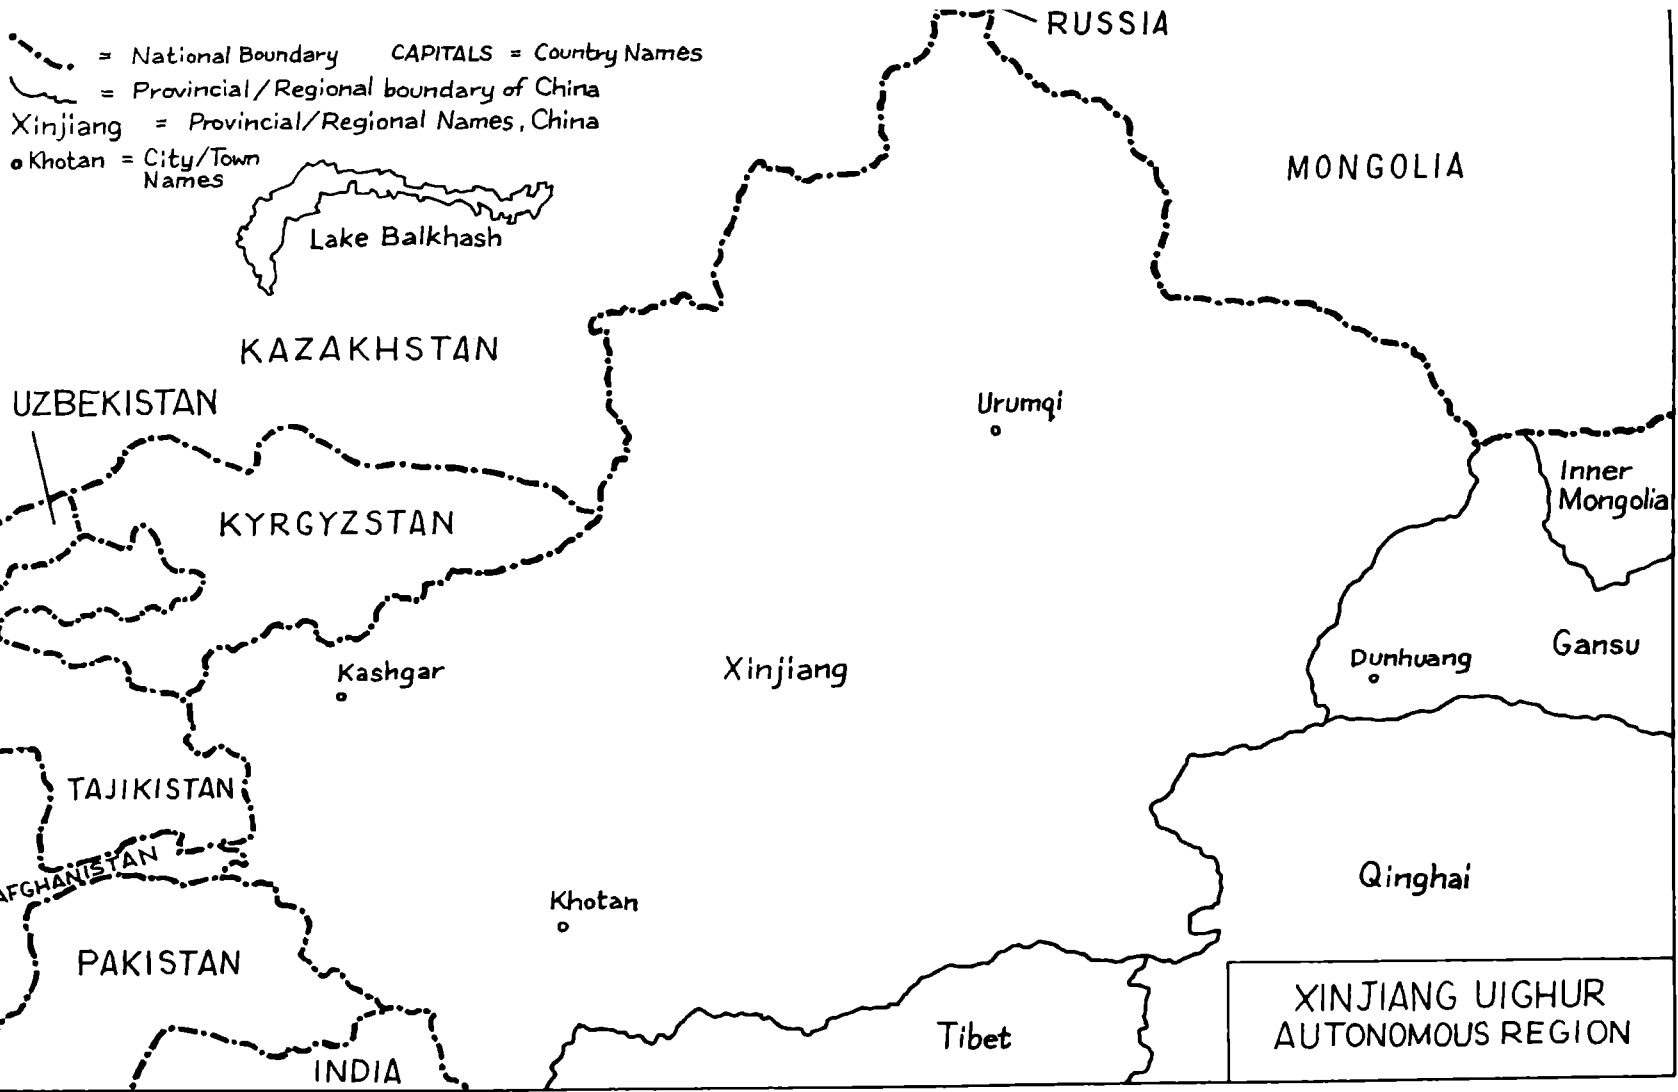 RUSSIA
= National Boundary CAPITALS = Country Names
= Provincial/Regional boundary of China
Xinjiang = Provincial/Regional Names, China
Khotan = City/Town
Names
MONGOLIA
Lake Balkhash
KAZAKHSTAN
UZBEKISTAN
Urumqi
Inner
Mongolia
KYRGYZSTAN
Gansu
Dunhuang
Kashgar
Xinjiang
TAJIKISTAN
AFGHANISTAN
Qinghai
Khotan
PAKISTAN
XINJIANG UIGHUR
AUTONOMOUS REGION
Tibet
INDIA